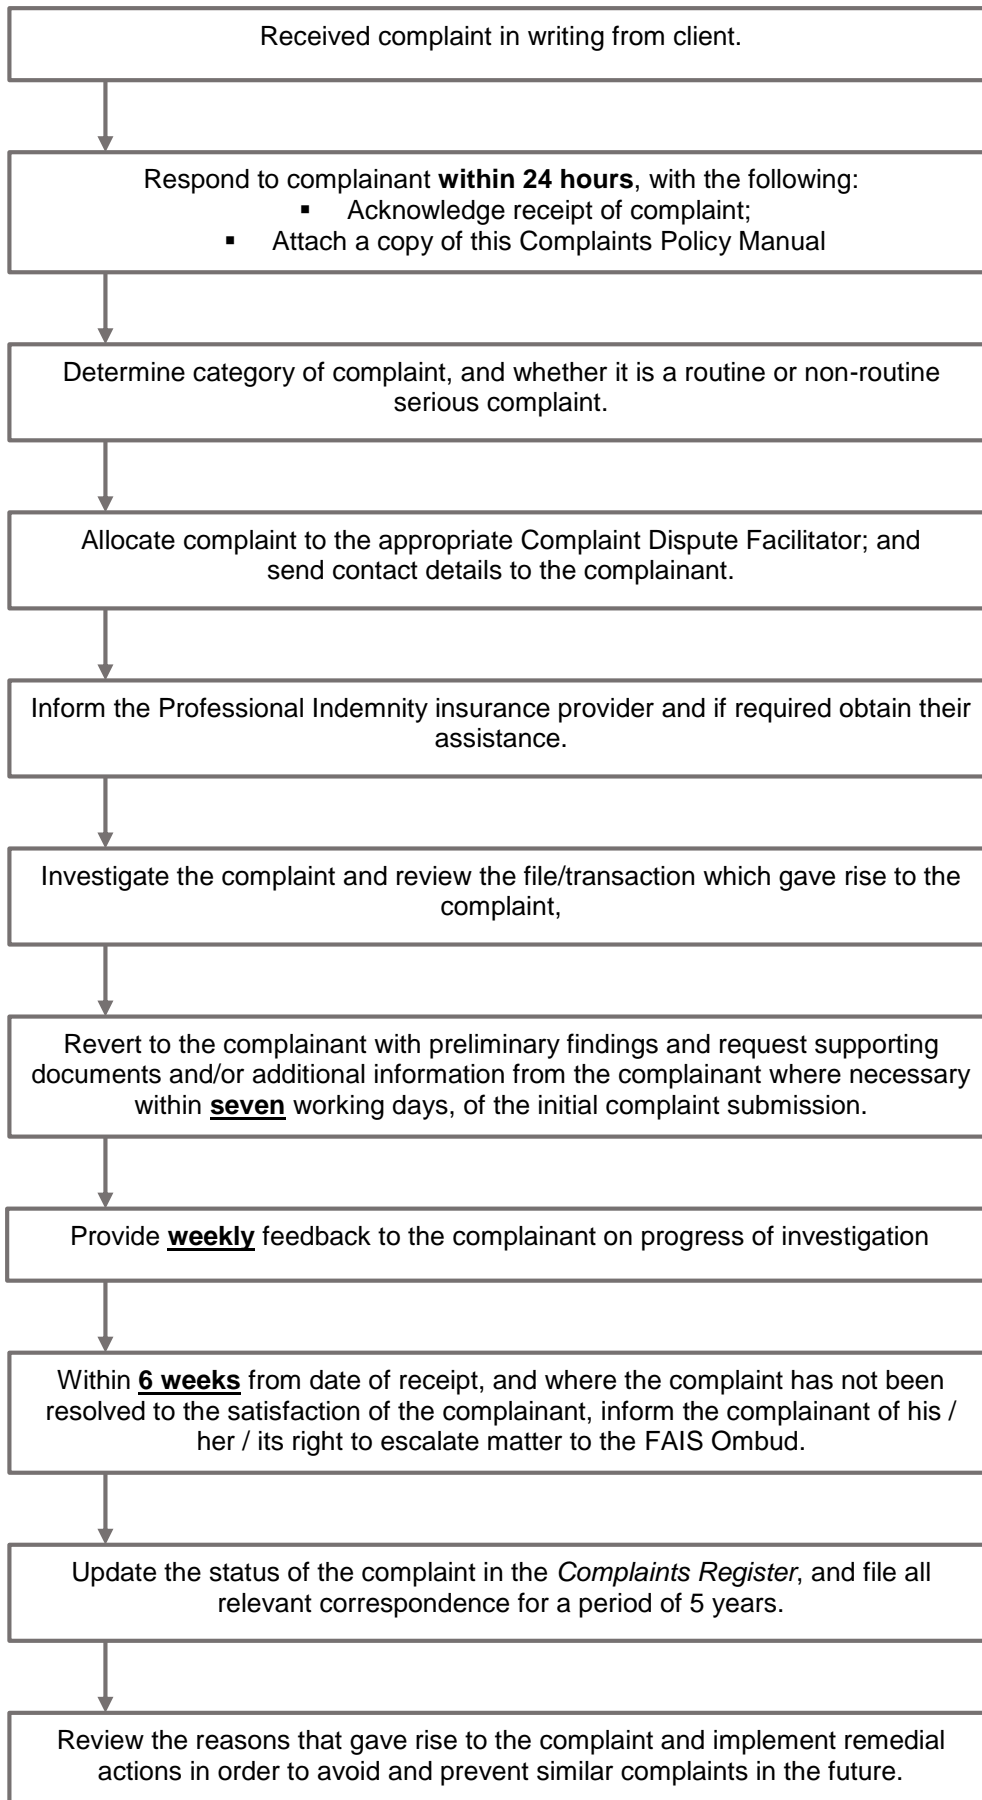 Received complaint in writing from client.
Respond to complainant within 24 hours, with the following:
▪ Acknowledge receipt of complaint;
▪ Attach a copy of this Complaints Policy Manual
Determine category of complaint, and whether it is a routine or non-routine
serious complaint.
Allocate complaint to the appropriate Complaint Dispute Facilitator; and
send contact details to the complainant.
Inform the Professional Indemnity insurance provider and if required obtain their
assistance.
Investigate the complaint and review the file/transaction which gave rise to the
complaint,
Revert to the complainant with preliminary findings and request supporting
documents and/or additional information from the complainant where necessary
within seven working days, of the initial complaint submission.
Provide weekly feedback to the complainant on progress of investigation
Within 6 weeks from date of receipt, and where the complaint has not been
resolved to the satisfaction of the complainant, inform the complainant of his /
her / its right to escalate matter to the FAIS Ombud.
Update the status of the complaint in the Complaints Register, and file all
relevant correspondence for a period of 5 years.
Review the reasons that gave rise to the complaint and implement remedial
actions in order to avoid and prevent similar complaints in the future.